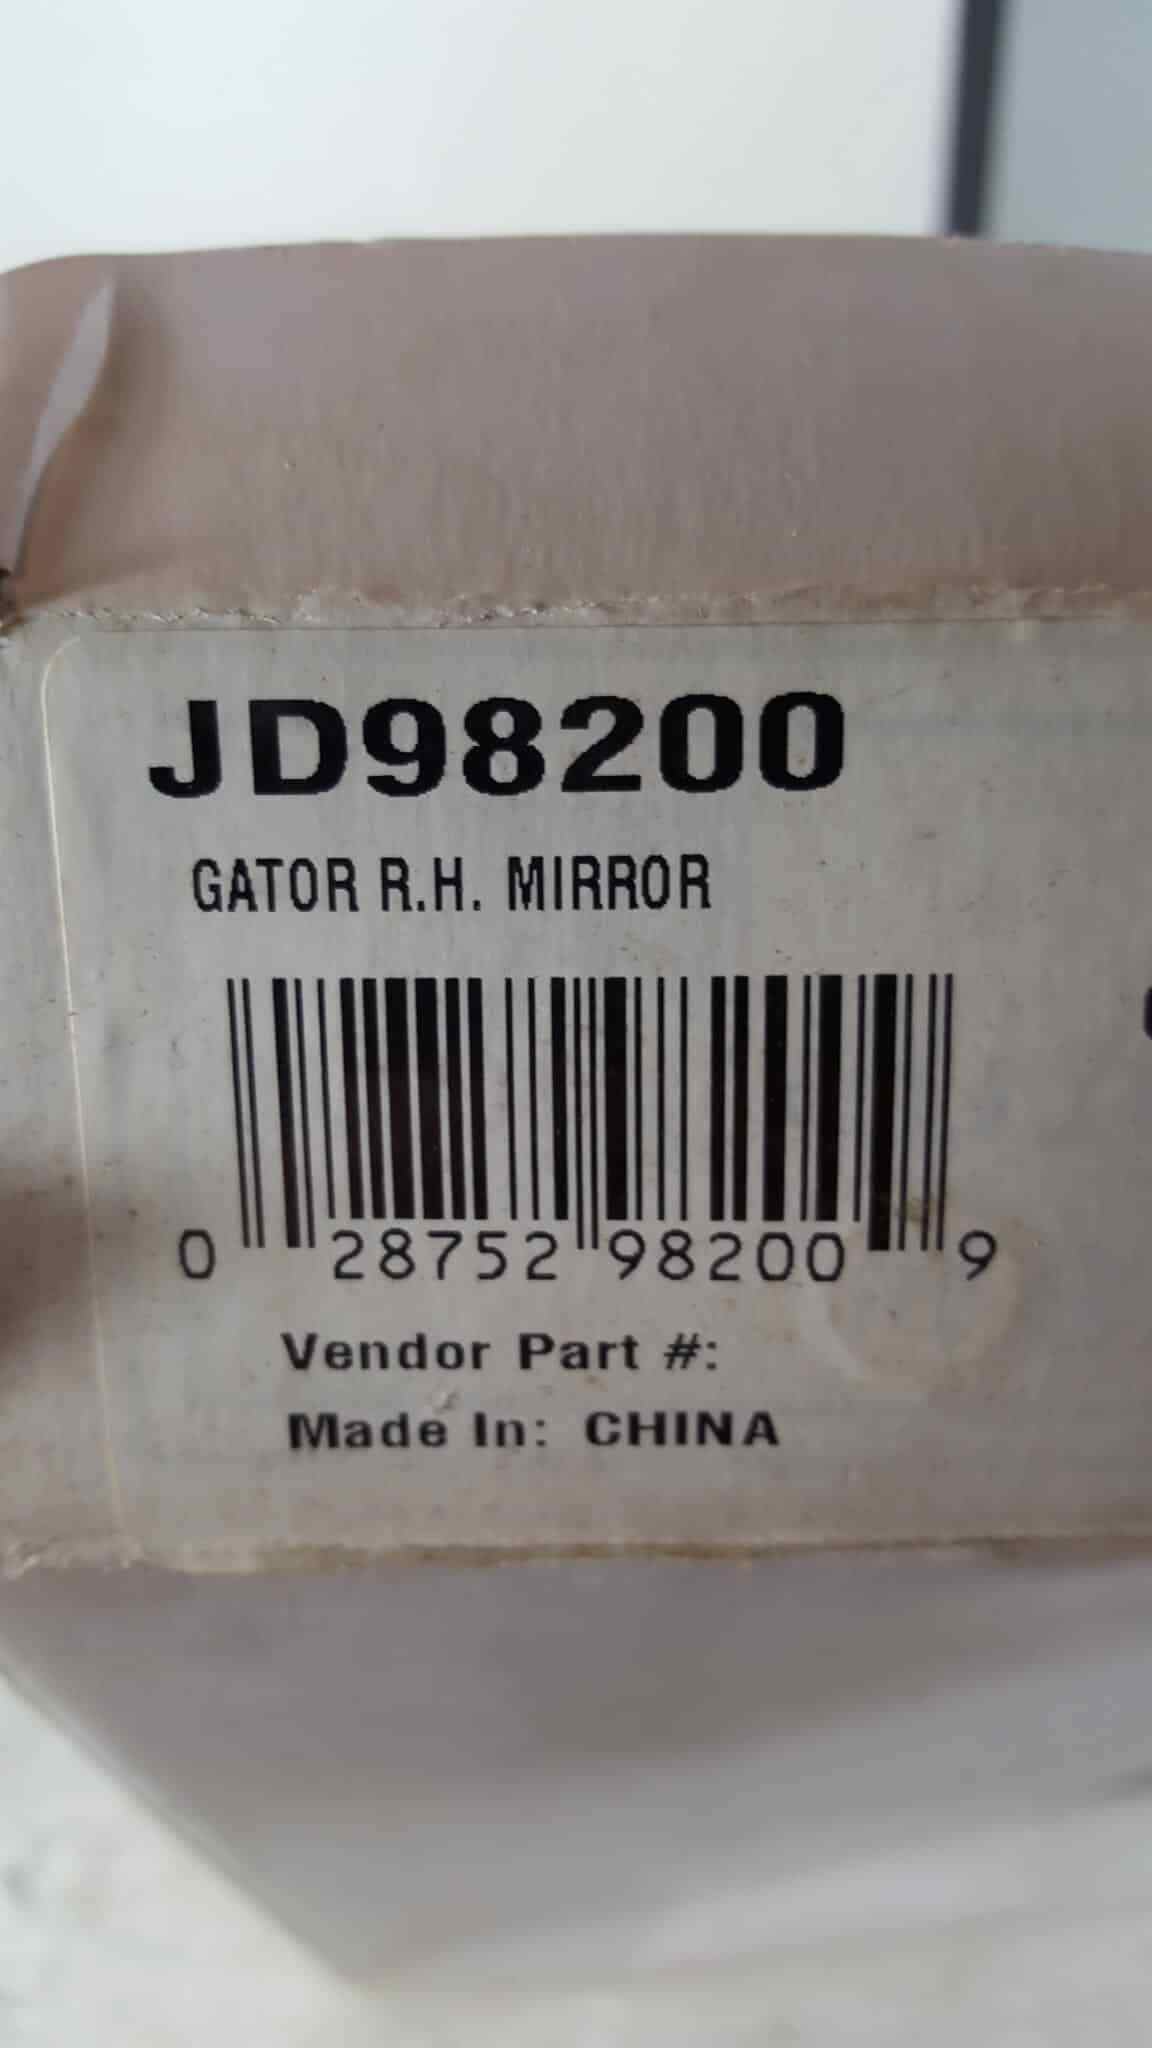 JD98200
GATOR R.H. MIRROR
0 28752 98200 9
Vendor Part #:
Made In: CHINA